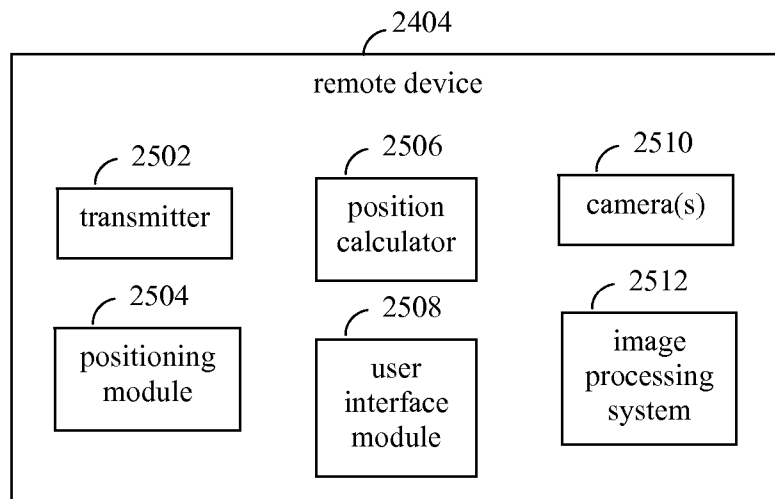 2404
remote device
2502
transmitter
2506
position
calculator
2510
camera(s)
2504
positioning
module
2508
user
interface
module
2512
image
processing
system